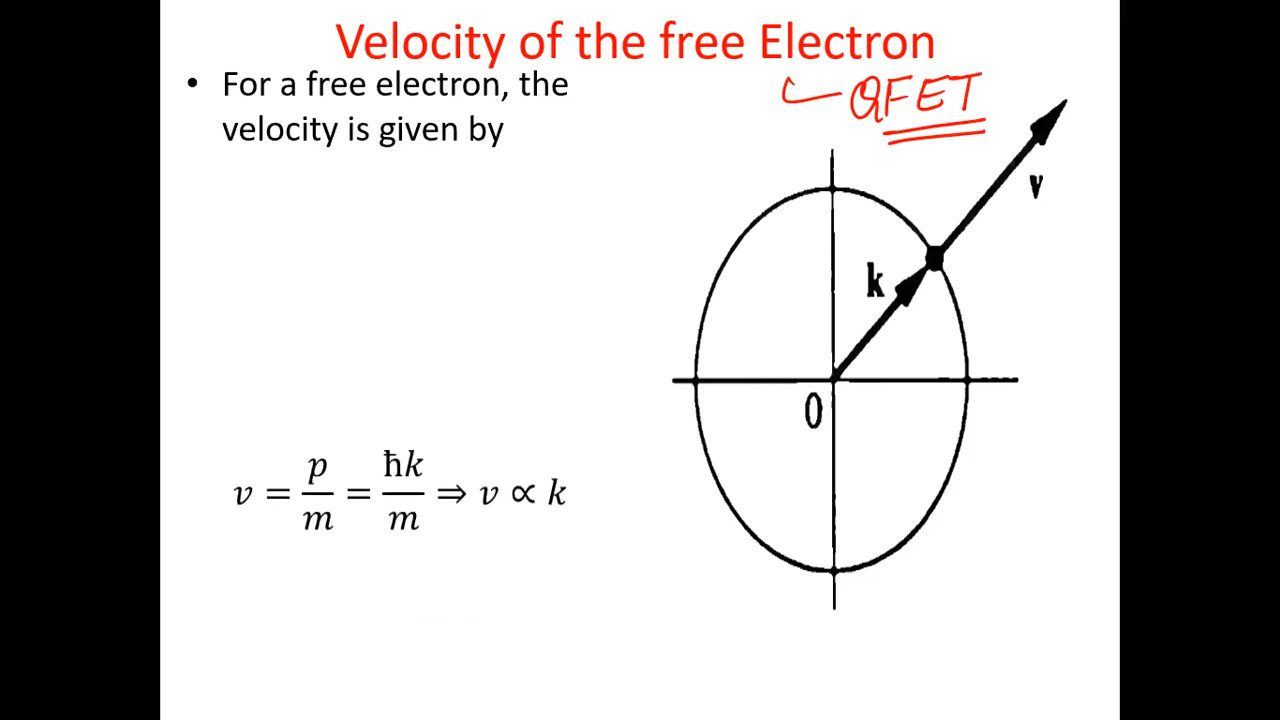 Velocity of the free Electron
• For a free electron, the
velocity is given by
QFET
v
k
0
v = p/m = ħk/m ⇒ v ∝ k